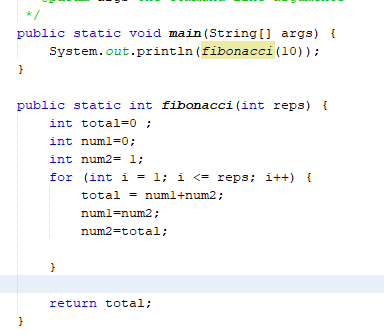 */
public static void main(String[] args) {
System.out.println(fibonacci(10));
}
public static int fibonacci(int reps) {
int total=0 ;
int num1=0;
int num2= 1;
for (int i = 1; i <= reps; i++) {
total = num1+num2;
num1=num2;
num2=total;
}
return total;
}